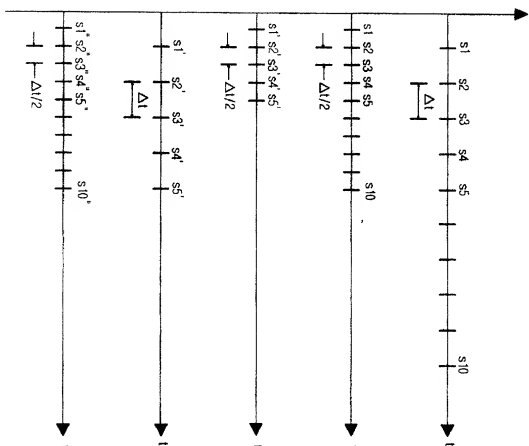 s1 s2 s3 s4 s5 s10 t
Δt
s1 s2 s3 s4 s5 s10
Δt/2
s1' s2' s3' s4' s5'
Δt/2
s1' s2' s3' s4' s5' t
Δt
s1" s2" s3" s4" s5" s10"
Δt/2